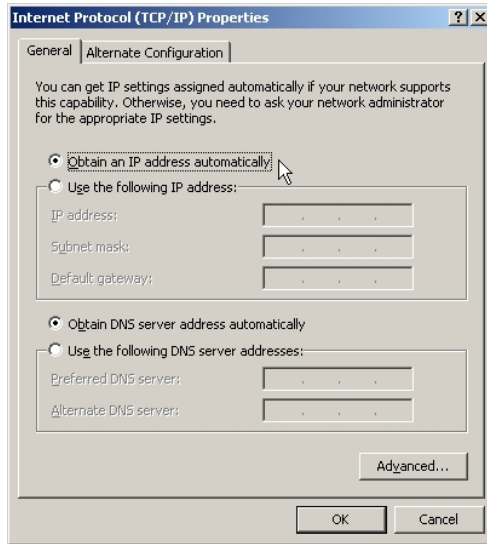 Internet Protocol (TCP/IP) Properties
General
Alternate Configuration
You can get IP settings assigned automatically if your network supports
this capability. Otherwise, you need to ask your network administrator
for the appropriate IP settings.
Obtain an IP address automatically
Use the following IP address:
IP address:
Subnet mask:
Default gateway:
Obtain DNS server address automatically
Use the following DNS server addresses:
Preferred DNS server:
Alternate DNS server:
Advanced...
OK
Cancel